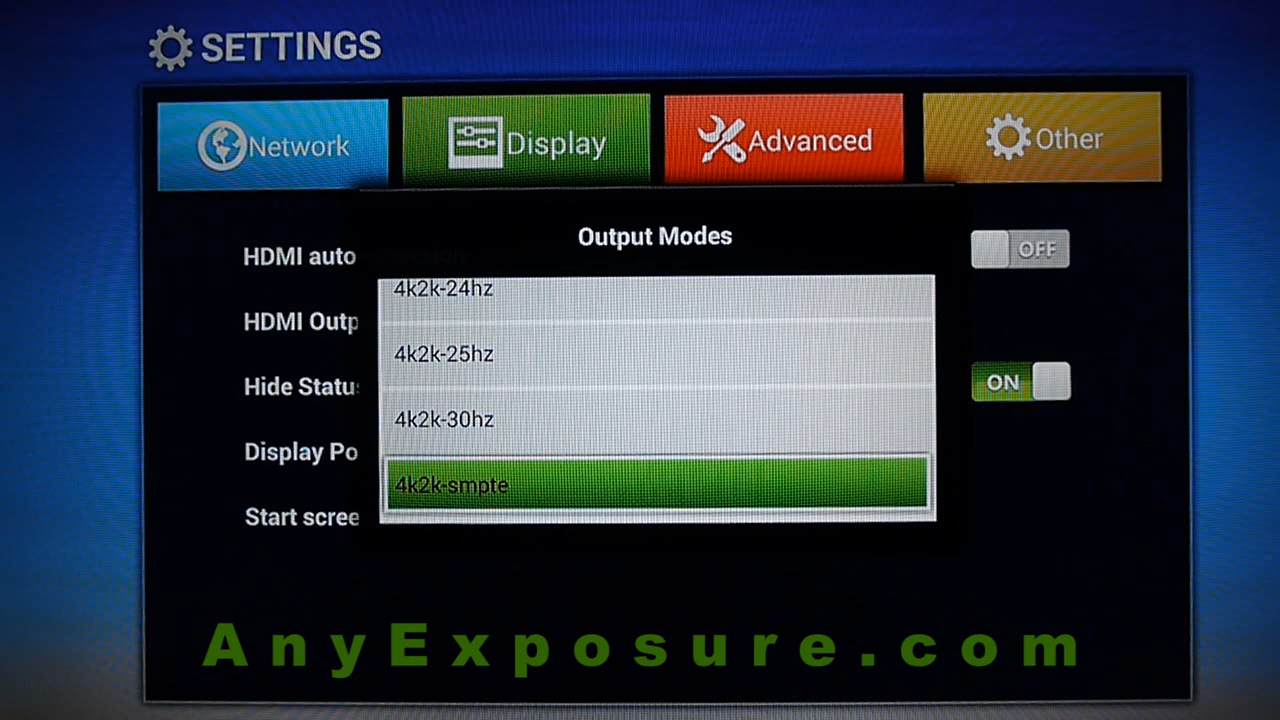 SETTINGS
Network
Display
Advanced
Other
Output Modes
HDMI auto
OFF
4k2k-24hz
HDMI Outp
4k2k-25hz
Hide Statu
ON
4k2k-30hz
Display Po
4k2k-smpte
Start scree
AnyExposure.com